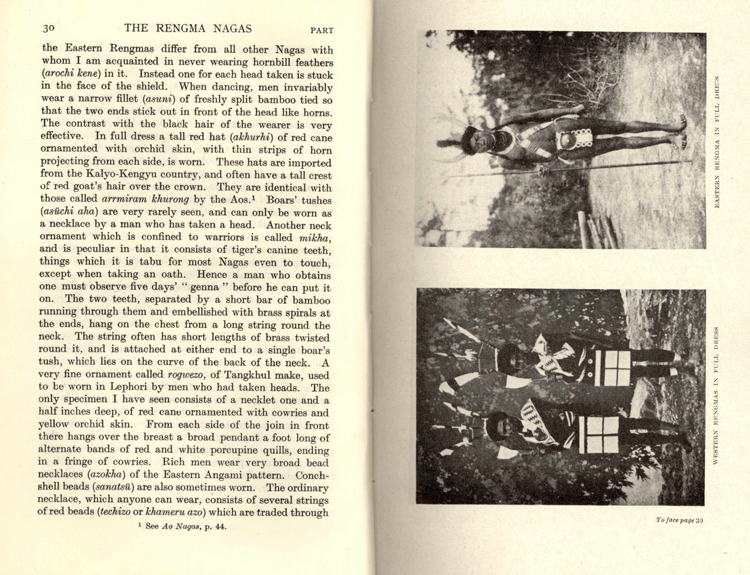 30 THE RENGMA NAGAS PART
the Eastern Rengmas differ from all other Nagas with
whom I am acquainted in never wearing hornbill feathers
(arochi kene) in it. Instead one for each head taken is stuck
in the face of the shield. When dancing, men invariably
wear a narrow fillet (asuni) of freshly split bamboo tied so
that the two ends stick out in front of the head like horns.
The contrast with the black hair of the wearer is very
effective. In full dress a tall red hat (akhurhi) of red cane
ornamented with orchid skin, with thin strips of horn
projecting from each side, is worn. These hats are imported
from the Kalyo-Kengyu country, and often have a tall crest
of red goat's hair over the crown. They are identical with
those called arrmiram khurong by the Aos.¹ Boars' tushes
(asüchi aha) are very rarely seen, and can only be worn as
a necklace by a man who has taken a head. Another neck
ornament which is confined to warriors is called mikha,
and is peculiar in that it consists of tiger's canine teeth,
things which it is tabu for most Nagas even to touch,
except when taking an oath. Hence a man who obtains
one must observe five days' “ genna ” before he can put it
on. The two teeth, separated by a short bar of bamboo
running through them and embellished with brass spirals at
the ends, hang on the chest from a long string round the
neck. The string often has short lengths of brass twisted
round it, and is attached at either end to a single boar's
tush, which lies on the curve of the back of the neck. A
very fine ornament called rogwezo, of Tangkhul make, used
to be worn in Lephori by men who had taken heads. The
only specimen I have seen consists of a necklet one and a
half inches deep, of red cane ornamented with cowries and
yellow orchid skin. From each side of the join in front
there hangs over the breast a broad pendant a foot long of
alternate bands of red and white porcupine quills, ending
in a fringe of cowries. Rich men wear very broad bead
necklaces (azokha) of the Eastern Angami pattern. Conch-
shell beads (sanatsü) are also sometimes worn. The ordinary
necklace, which anyone can wear, consists of several strings
of red beads (techizo or khameru azo) which are traded through
¹ See Ao Nagas, p. 44.
EASTERN RENGMA IN FULL DRESS
WESTERN RENGMAS IN FULL DRESS
To face page 30